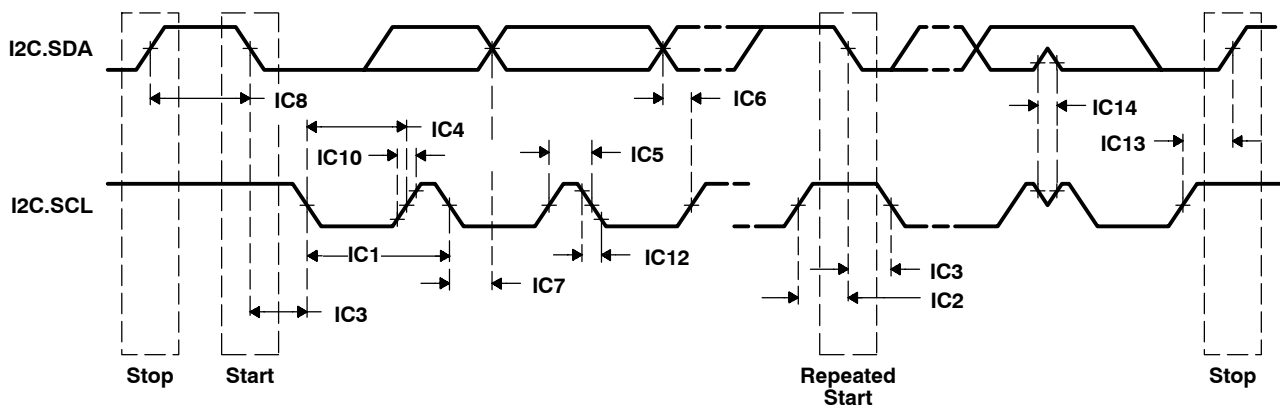 I2C.SDA
IC8
IC6
IC14
IC4
IC13
IC10
IC5
I2C.SCL
IC1
IC12
IC7
IC3
IC2
IC3
Stop
Start
Repeated
Start
Stop